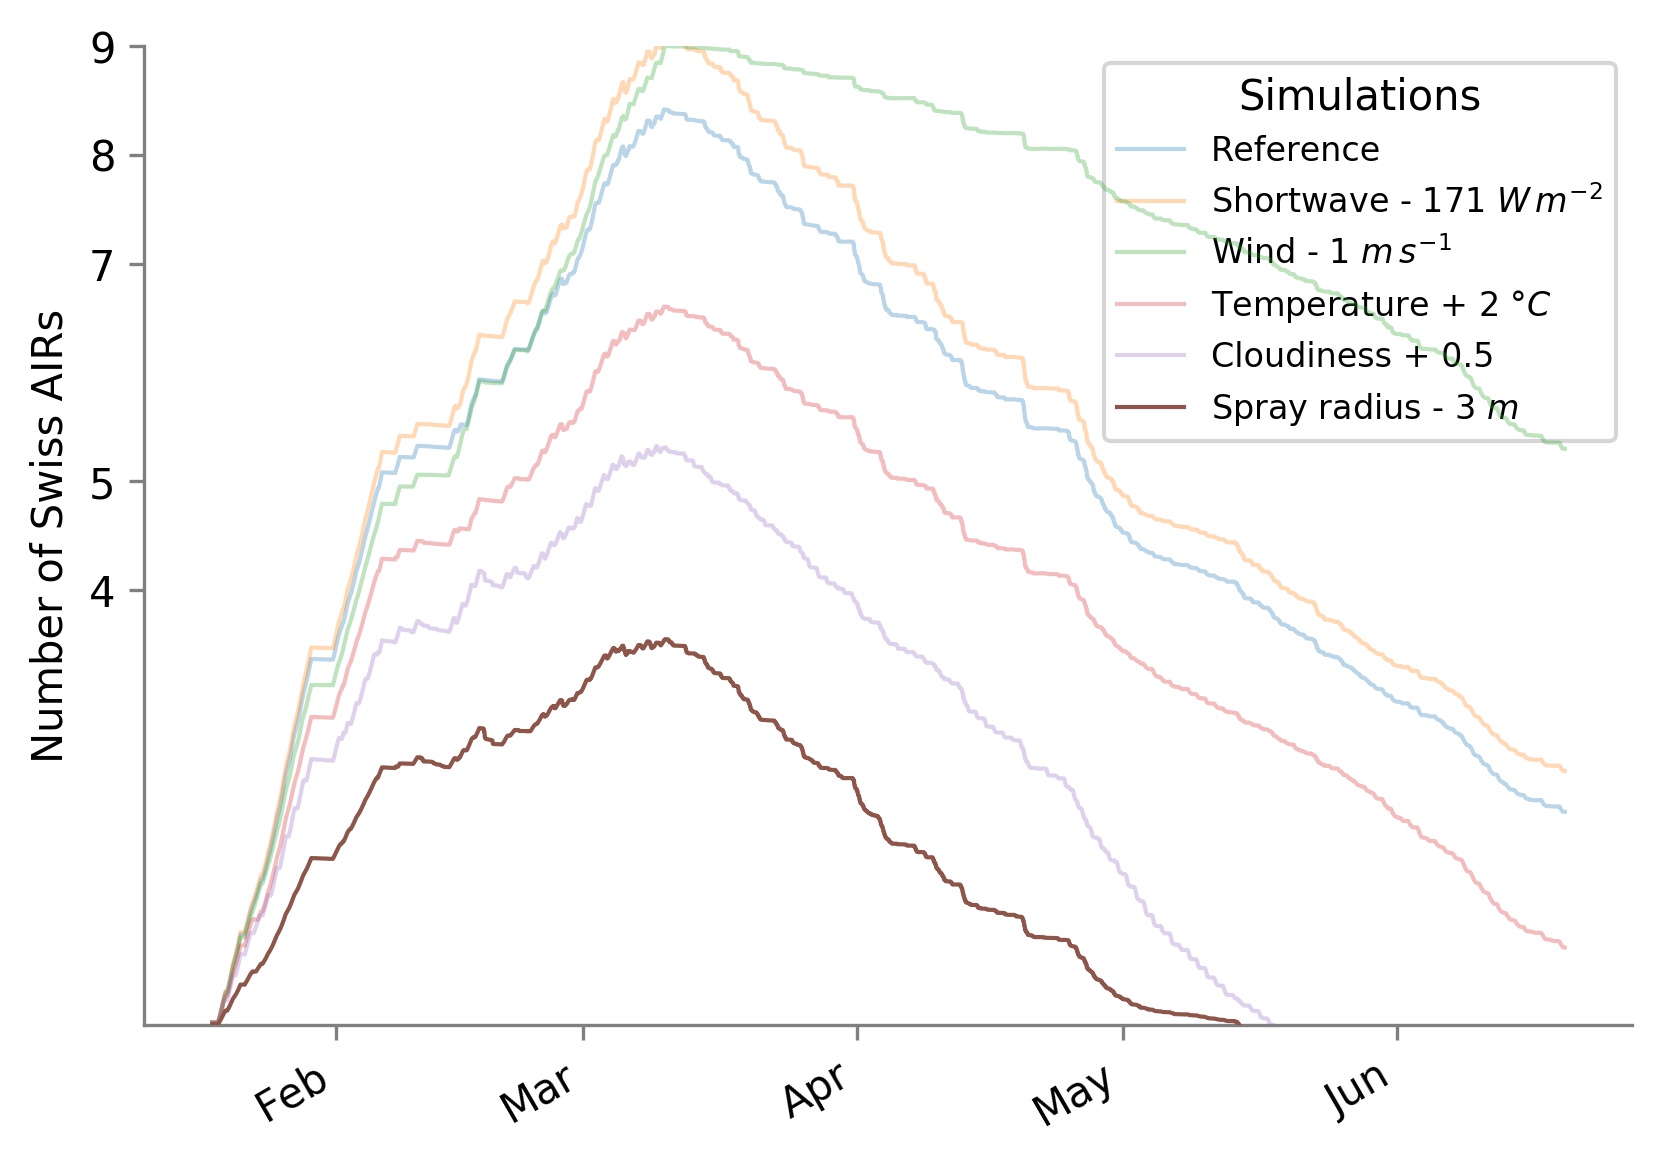 9
8
7
5
4
Number of Swiss AIRs
Simulations
Reference
Shortwave - 171 W m⁻²
Wind - 1 m s⁻¹
Temperature + 2 °C
Cloudiness + 0.5
Spray radius - 3 m
Feb
Mar
Apr
May
Jun